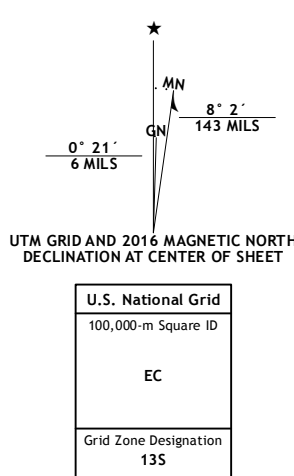 ★
MN
GN
0° 21´
6 MILS
8° 2´
143 MILS
UTM GRID AND 2016 MAGNETIC NORTH
DECLINATION AT CENTER OF SHEET
U.S. National Grid
100,000-m Square ID
EC
Grid Zone Designation
13S